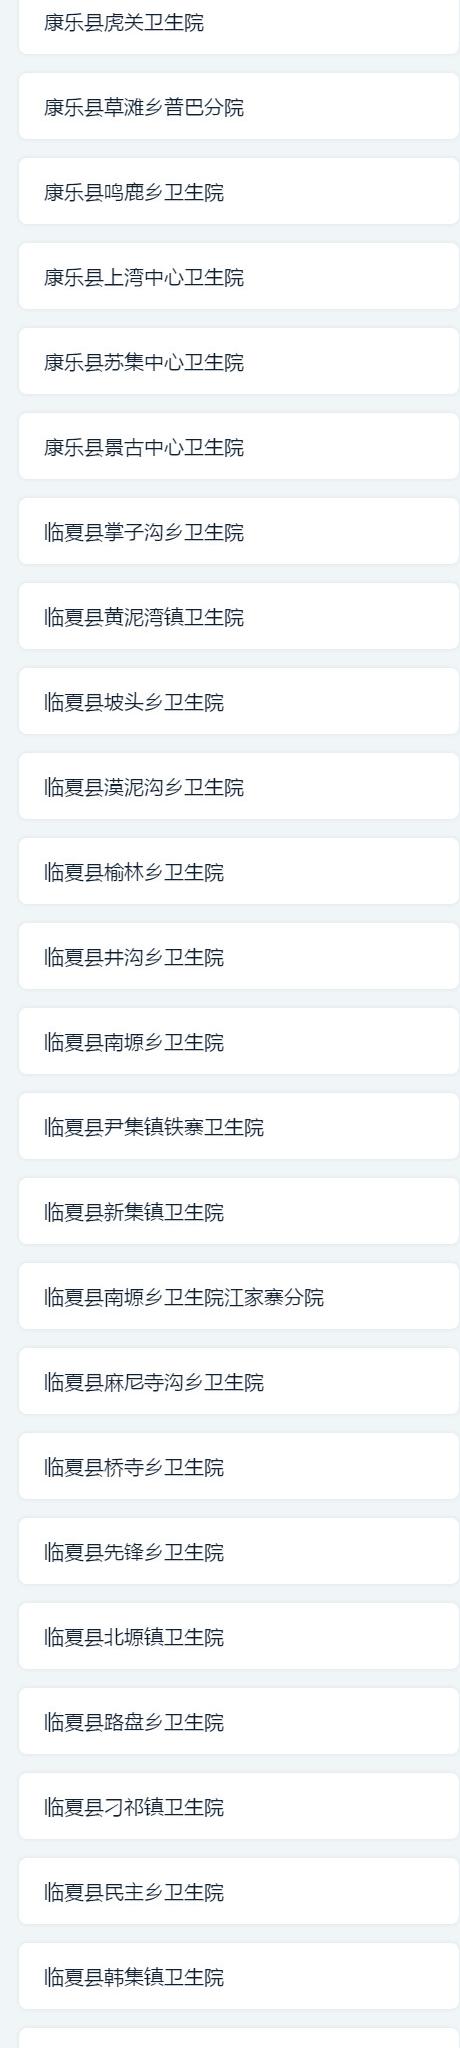 康乐县虎关卫生院
康乐县草滩乡普巴分院
康乐县鸣鹿乡卫生院
康乐县上湾中心卫生院
康乐县苏集中心卫生院
康乐县景古中心卫生院
临夏县掌子沟乡卫生院
临夏县黄泥湾镇卫生院
临夏县坡头乡卫生院
临夏县漠泥沟乡卫生院
临夏县榆林乡卫生院
临夏县井沟乡卫生院
临夏县南塬乡卫生院
临夏县尹集镇铁寨卫生院
临夏县新集镇卫生院
临夏县南塬乡卫生院江家寨分院
临夏县麻尼寺沟乡卫生院
临夏县桥寺乡卫生院
临夏县先锋乡卫生院
临夏县北塬镇卫生院
临夏县路盘乡卫生院
临夏县刁祁镇卫生院
临夏县民主乡卫生院
临夏县韩集镇卫生院